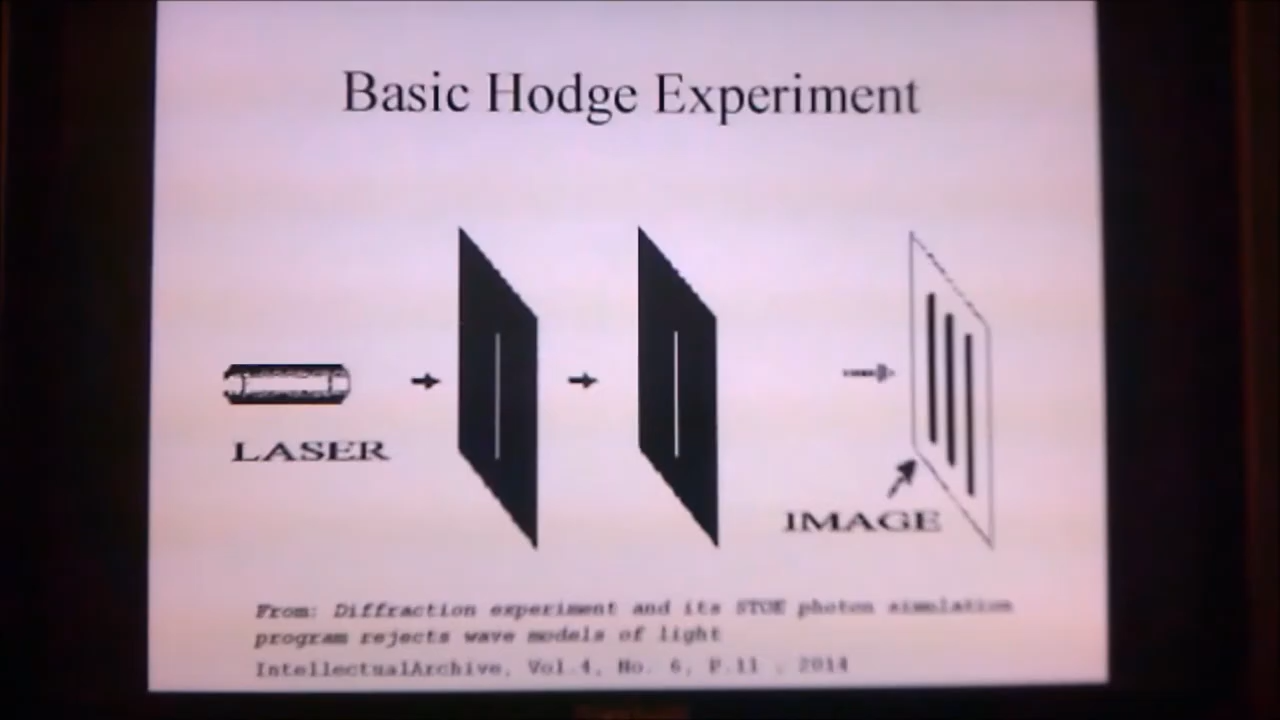 Basic Hodge Experiment
LASER
IMAGE
From: Diffraction experiment and its STOE photon simulation
program rejects wave models of light
IntellectualArchive, Vol.4, No. 6, P.11 , 2014